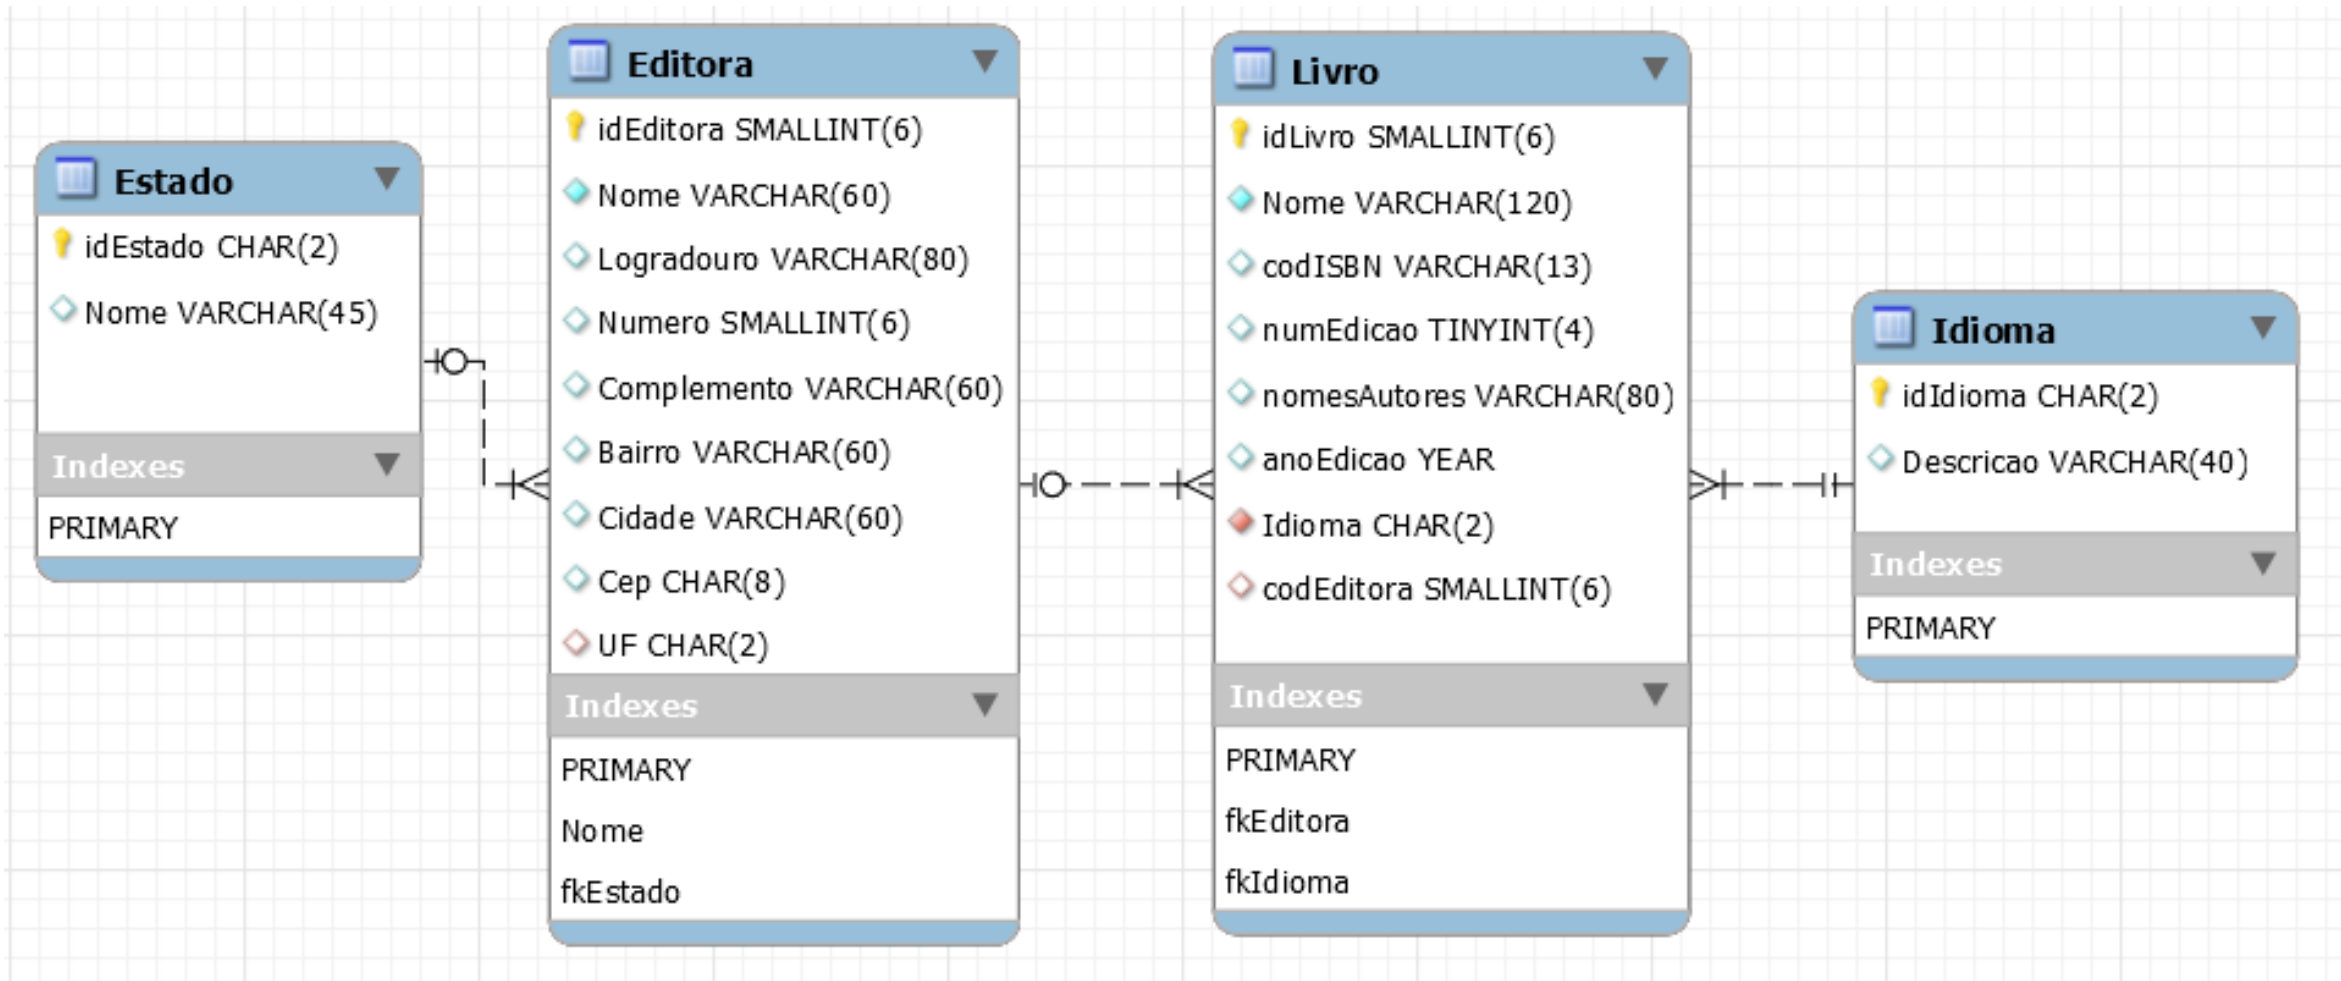 Estado
idEstado CHAR(2)
Nome VARCHAR(45)
Indexes
PRIMARY
Editora
idEditora SMALLINT(6)
Nome VARCHAR(60)
Logradouro VARCHAR(80)
Numero SMALLINT(6)
Complemento VARCHAR(60)
Bairro VARCHAR(60)
Cidade VARCHAR(60)
Cep CHAR(8)
UF CHAR(2)
Indexes
PRIMARY
Nome
fkEstado
Livro
idLivro SMALLINT(6)
Nome VARCHAR(120)
codISBN VARCHAR(13)
numEdicao TINYINT(4)
nomesAutores VARCHAR(80)
anoEdicao YEAR
Idioma CHAR(2)
codEditora SMALLINT(6)
Indexes
PRIMARY
fkEditora
fkIdioma
Idioma
idIdioma CHAR(2)
Descricao VARCHAR(40)
Indexes
PRIMARY